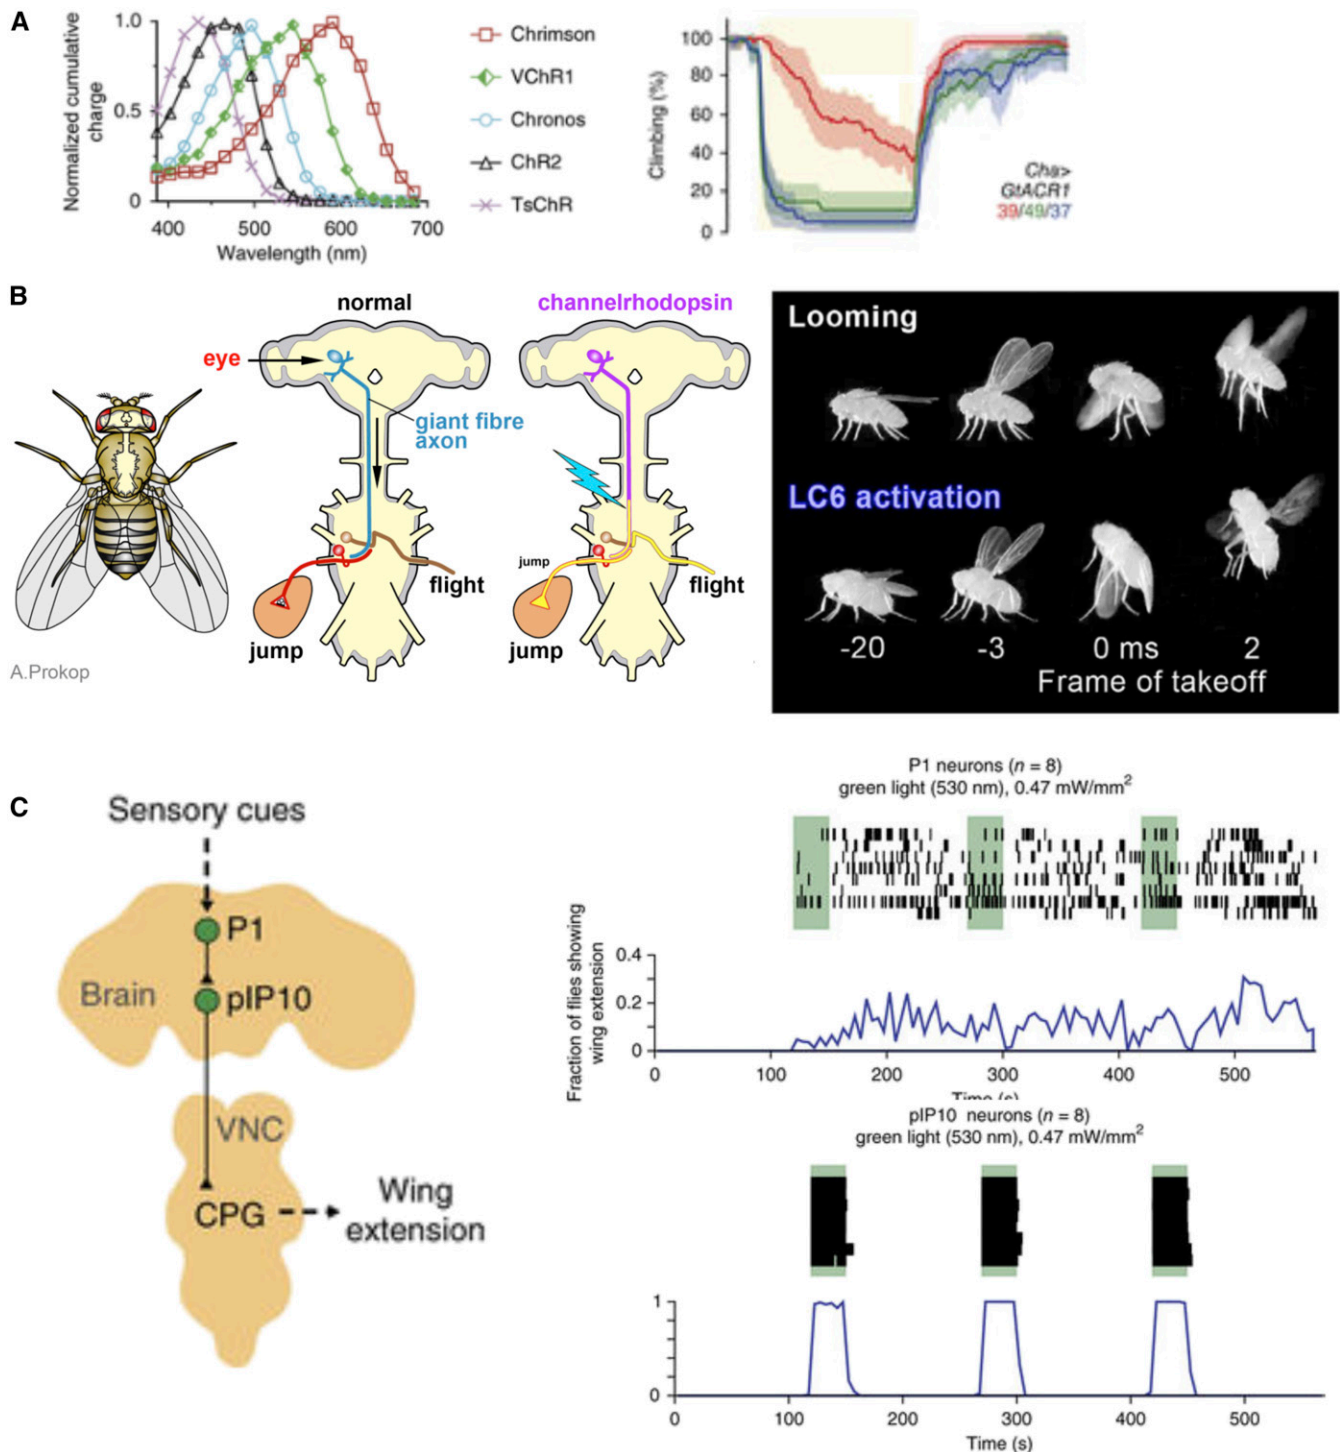 A
Normalized cumulative
charge
1.0
0.5
0
400
500
600
700
Wavelength (nm)
Chrimson
VChR1
Chronos
ChR2
TsChR
Climbing (%)
100
80
60
40
20
0
Cha>
GtACR1
39/49/37
B
normal
channelrhodopsin
eye
giant fibre
axon
flight
jump
jump
flight
jump
A.Prokop
Looming
LC6 activation
-20
-3
0 ms
2
Frame of takeoff
C
Sensory cues
P1
Brain
pIP10
VNC
CPG
Wing
extension
P1 neurons (n = 8)
green light (530 nm), 0.47 mW/mm²
Fraction of flies showing
wing extension
0.4
0.2
0
0
100
200
300
400
500
Time (s)
pIP10 neurons (n = 8)
green light (530 nm), 0.47 mW/mm²
1
0
0
100
200
300
400
500
Time (s)